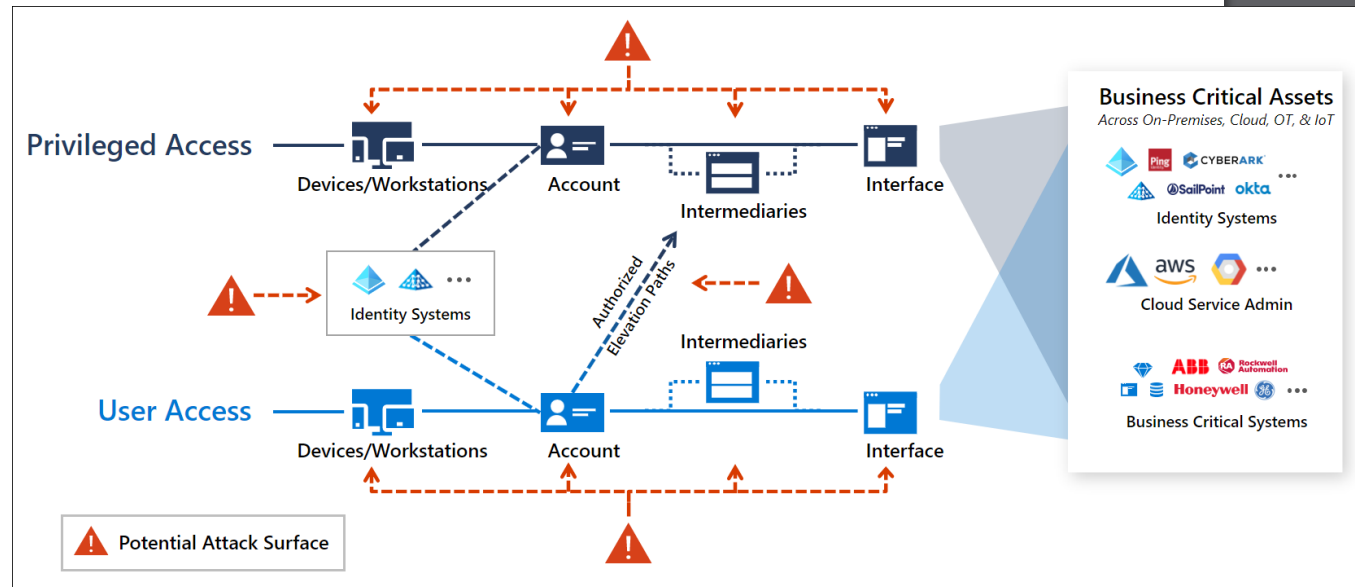 Business Critical Assets
Across On-Premises, Cloud, OT, & IoT
Privileged Access
Devices/Workstations
Account
Intermediaries
Interface
Ping
CYBERARK
SailPoint
okta
Identity Systems
Identity Systems
Authorized
Elevation Paths
aws
Cloud Service Admin
Intermediaries
User Access
Devices/Workstations
Account
Interface
ABB
RA
Rockwell
Automation
Honeywell
Business Critical Systems
Potential Attack Surface